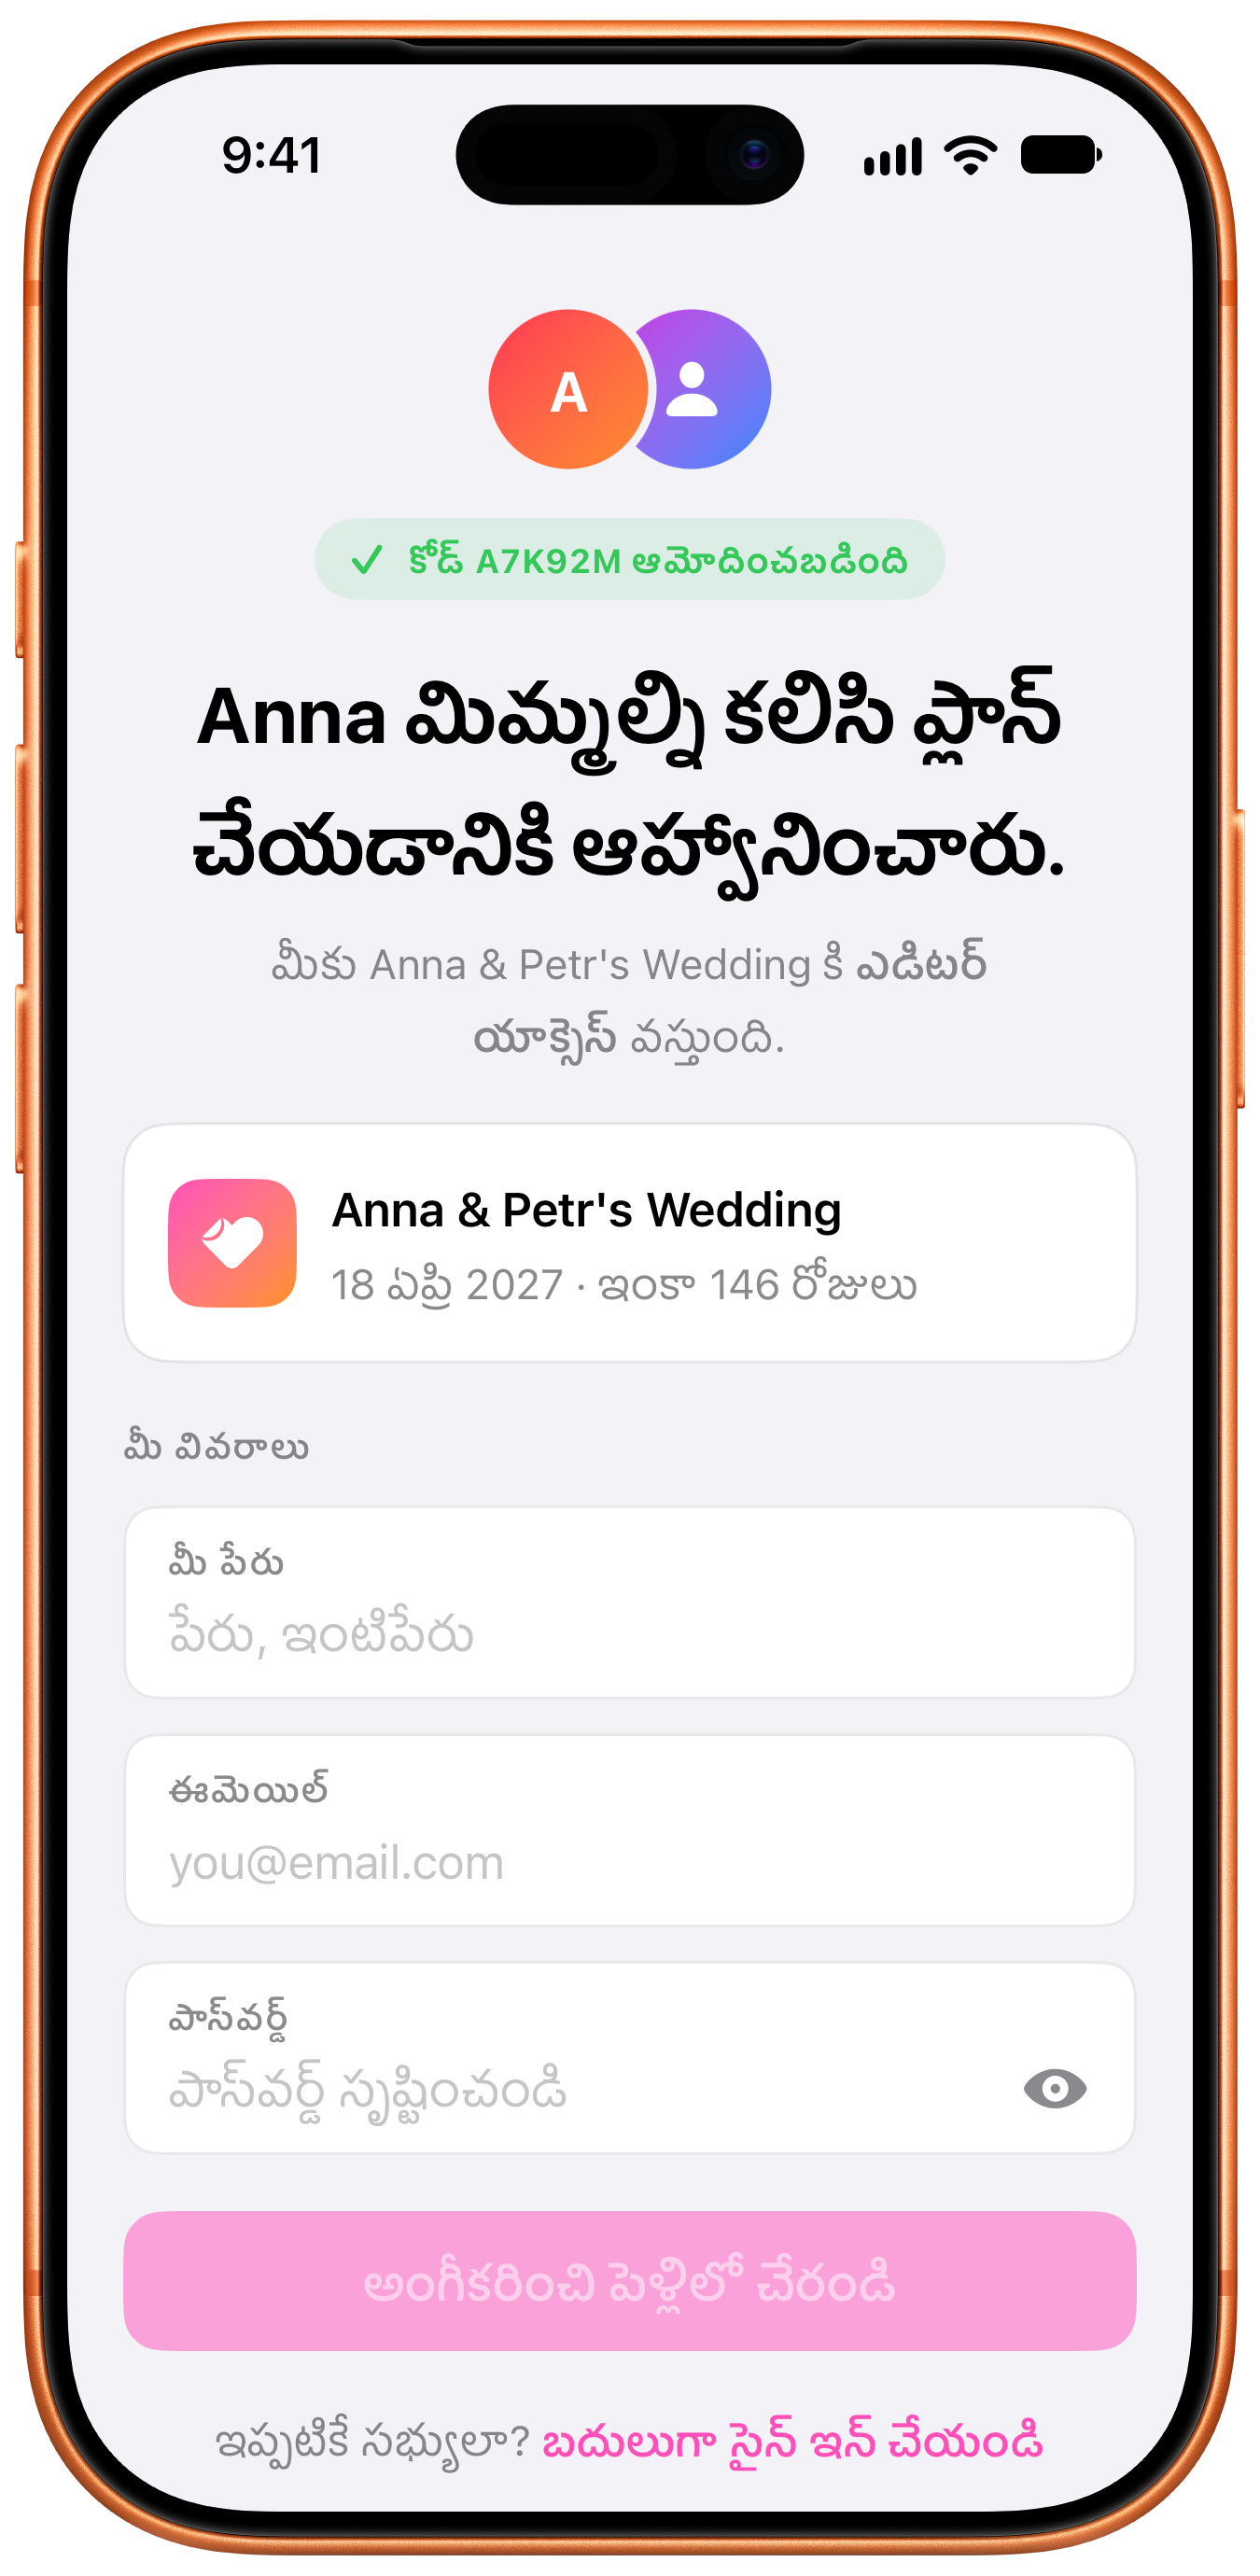 9:41
A
కోడ్ A7K92M ఆమోదించబడింది
Anna మిమ్మల్ని కలిసి ప్లాన్
చేయడానికి ఆహ్వానించారు.
మీకు Anna & Petr's Wedding కి ఎడిటర్
యాక్సెస్ వస్తుంది.
Anna & Petr's Wedding
18 ఏప్రి 2027 · ఇంకా 146 రోజులు
మీ వివరాలు
మీ పేరు
పేరు, ఇంటిపేరు
ఈమెయిల్
you@email.com
పాస్‌వర్డ్
పాస్‌వర్డ్ సృష్టించండి
అంగీకరించి పెళ్లిలో చేరండి
ఇప్పటికే సభ్యులా? బదులుగా సైన్ ఇన్ చేయండి